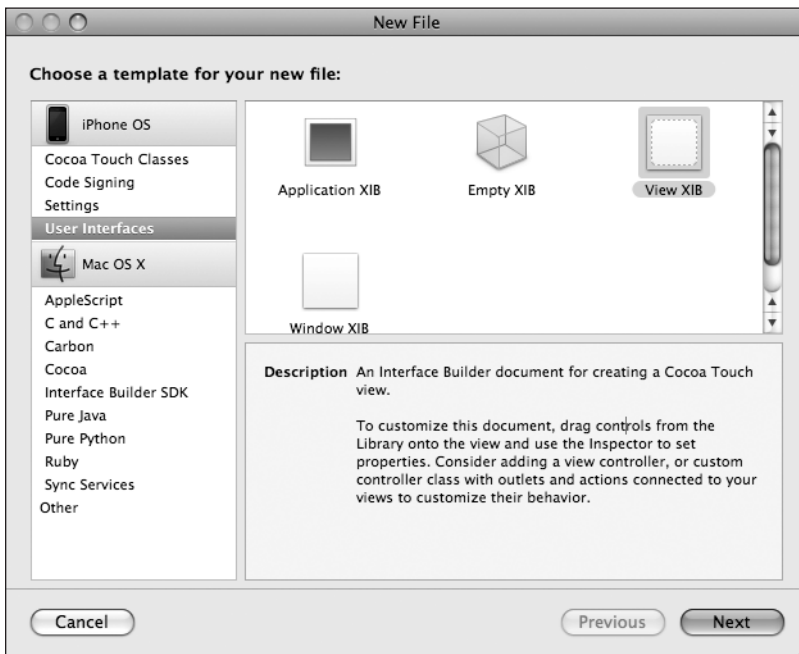 New File
Choose a template for your new file:
iPhone OS
Cocoa Touch Classes
Code Signing
Settings
User Interfaces
Mac OS X
AppleScript
C and C++
Carbon
Cocoa
Interface Builder SDK
Pure Java
Pure Python
Ruby
Sync Services
Other
Application XIB
Empty XIB
View XIB
Window XIB
Description An Interface Builder document for creating a Cocoa Touch
view.
To customize this document, drag controls from the
Library onto the view and use the Inspector to set
properties. Consider adding a view controller, or custom
controller class with outlets and actions connected to your
views to customize their behavior.
Cancel
Previous
Next